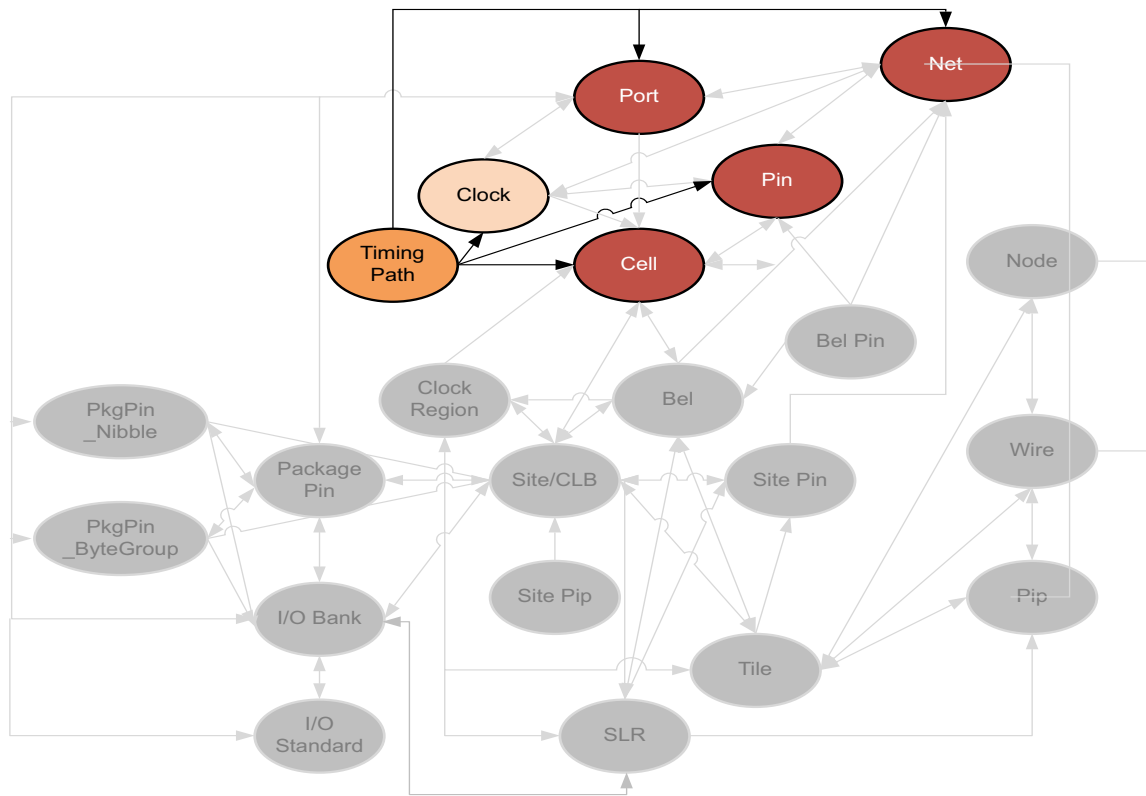 Net
Port
Pin
Clock
Timing
Path
Cell
Node
Bel Pin
Clock
Region
Bel
PkgPin
_Nibble
Wire
Package
Pin
Site/CLB
Site Pin
PkgPin
_ByteGroup
Site Pip
Pip
I/O Bank
Tile
I/O
Standard
SLR